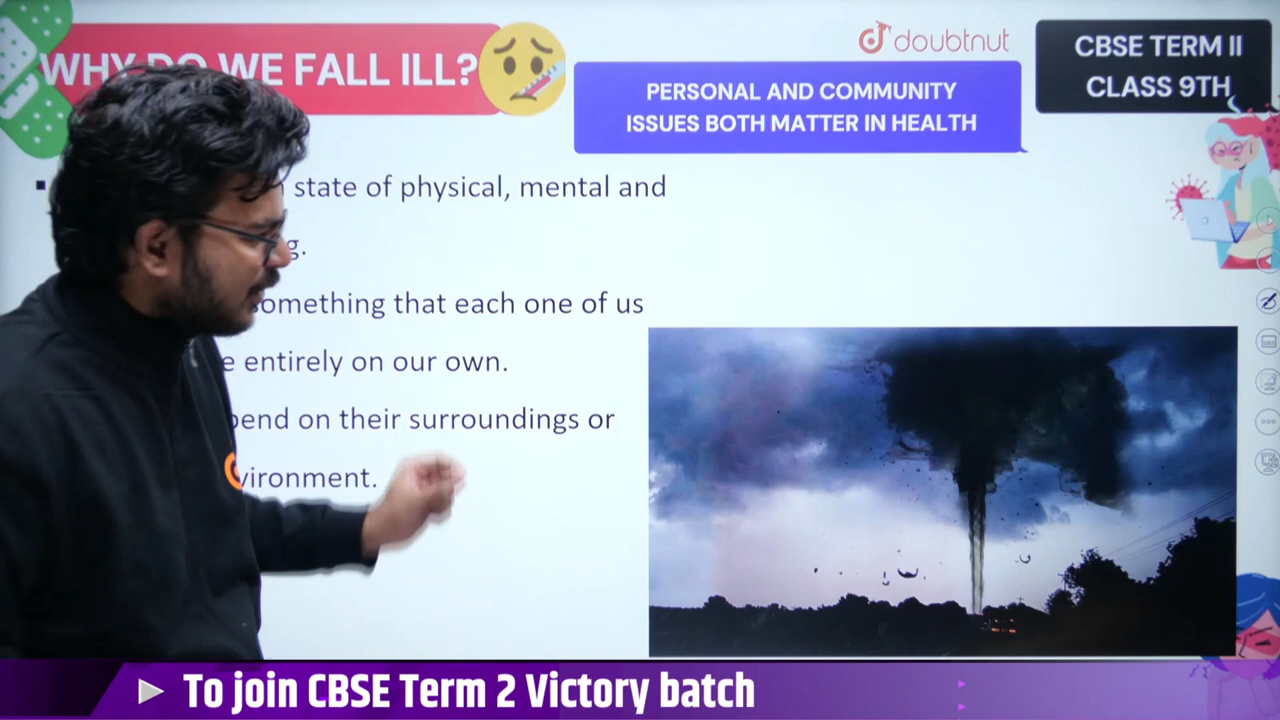 WHY DO WE FALL ILL?
doubtnut
CBSE TERM II
CLASS 9TH
PERSONAL AND COMMUNITY
ISSUES BOTH MATTER IN HEALTH
state of physical, mental and
something that each one of us
entirely on our own.
on their surroundings or
To join CBSE Term 2 Victory batch